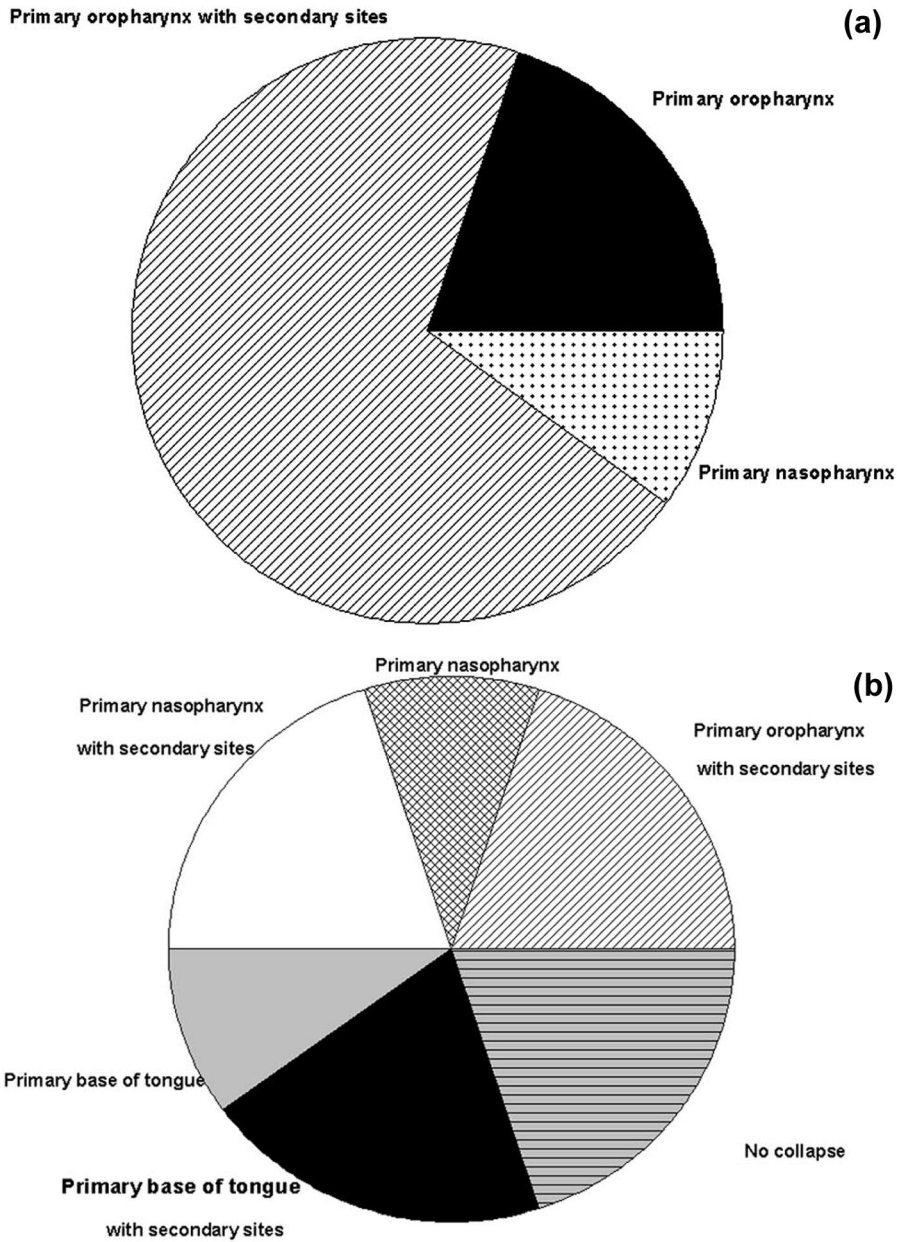 Primary oropharynx with secondary sites
(a)
Primary oropharynx
Primary nasopharynx
Primary nasopharynx
(b)
Primary nasopharynx
with secondary sites
Primary oropharynx
with secondary sites
Primary base of tongue
No collapse
Primary base of tongue
with secondary sites